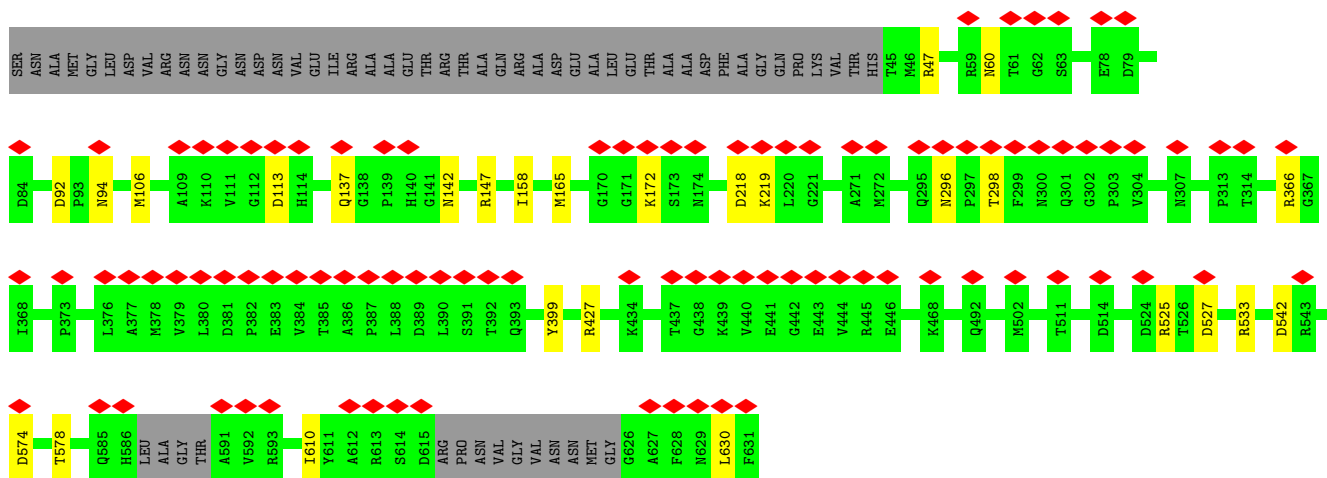 SER ASN ALA MET GLY LEU ASP VAL ARG ASN ASN GLY ASN ASP ASN VAL GLU ILE ARG ALA ALA GLU THR ARG THR ALA GLN ARG ALA ASP GLU ALA LEU GLU THR ALA ALA ASP PHE ALA GLY GLN PRO LYS VAL THR HIS T45 M46 R47 R59 N60 T61 G62 S63 E78 D79
D84 D92 P93 N94 M106 A109 K110 V111 G112 D113 H114 Q137 G138 P139 H140 G141 N142 R147 I158 M165 G170 G171 K172 S173 N174 D218 K219 L220 G221 A271 M272 Q295 N296 P297 T298 F299 N300 Q301 G302 P303 V304 N307 P313 T314 R366 G367
I368 P373 L376 A377 M378 V379 L380 D381 P382 E383 V384 T385 A386 P387 L388 D389 I390 S391 T392 Q393 Y399 R427 K434 T437 G438 K439 V440 E441 G442 E443 V444 R445 E446 K468 Q492 M502 T511 D514 D524 R525 T526 D527 R533 D542 R543
D574 T578 Q585 H586 LEU ALA GLY THR A591 V592 R593 I610 Y611 A612 R613 S614 D615 ARG PRO ASN VAL GLY VAL ASN ASN MET GLY G626 A627 F628 N629 L630 F631